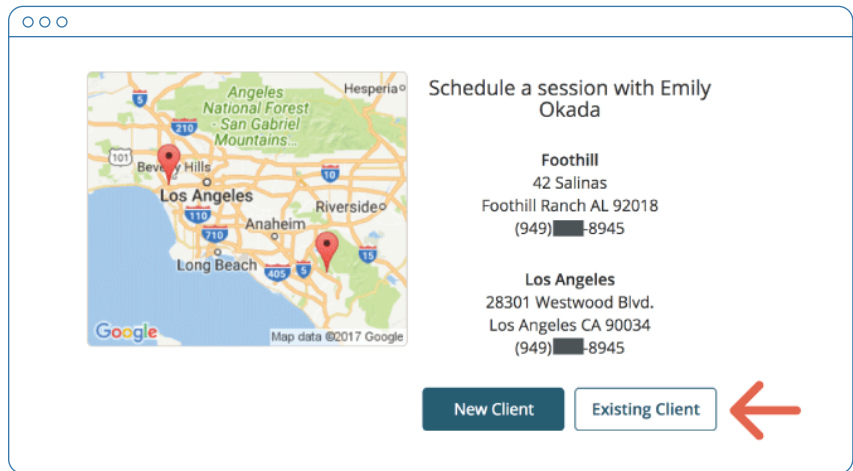 Angeles
National Forest
San Gabriel
Mountains...
Hesperia
5
210
101
Beverly Hills
10
Los Angeles
110
Riverside
Anaheim
710
15
Long Beach
405
5
Google
Map data ©2017 Google
Schedule a session with Emily
Okada
Foothill
42 Salinas
Foothill Ranch AL 92018
(949) -8945
Los Angeles
28301 Westwood Blvd.
Los Angeles CA 90034
(949) -8945
New Client
Existing Client